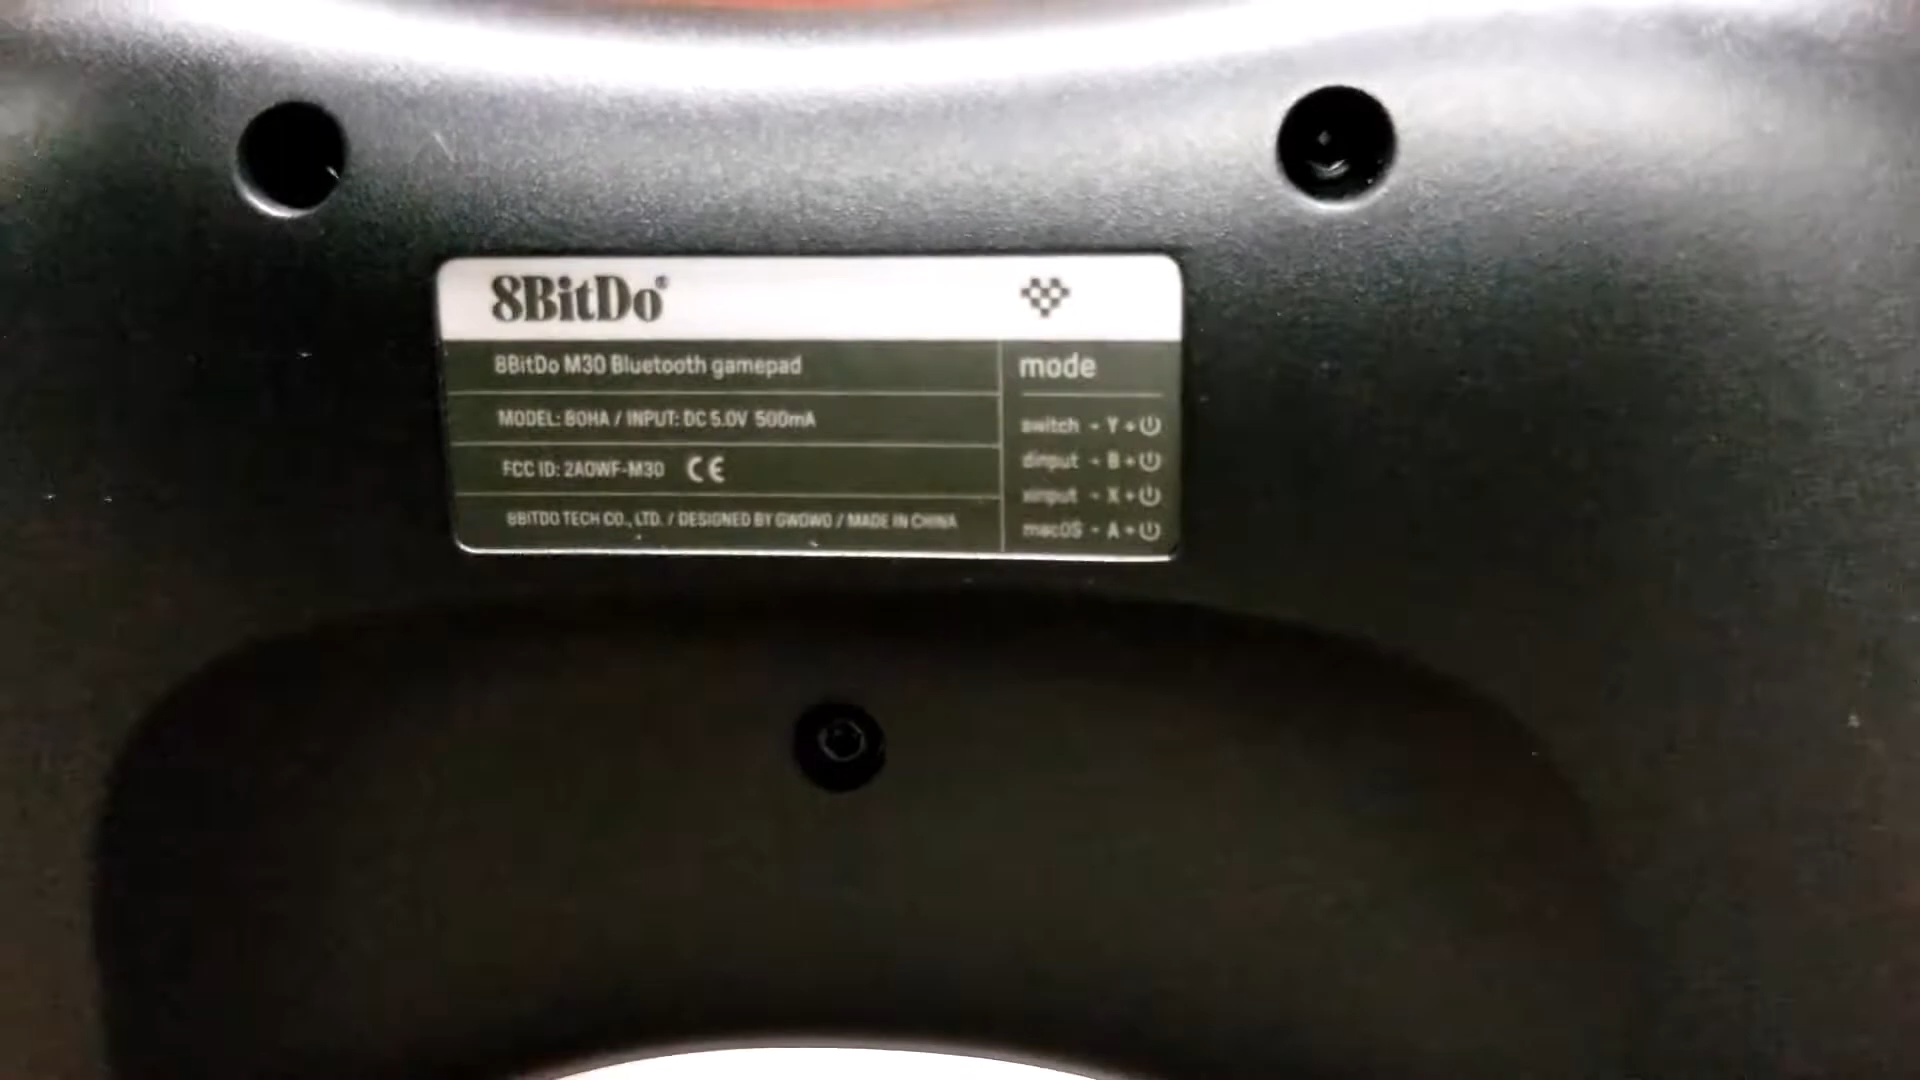 8BitDo®
8BitDo M30 Bluetooth gamepad
MODEL: 80HA / INPUT: DC 5.0V 500mA
FCC ID: 2AOWF-M30 CE
8BITDO TECH CO., LTD. / DESIGNED BY GWOWO / MADE IN CHINA
mode
switch - Y +
dinput - B +
xinput - X +
macOS - A +